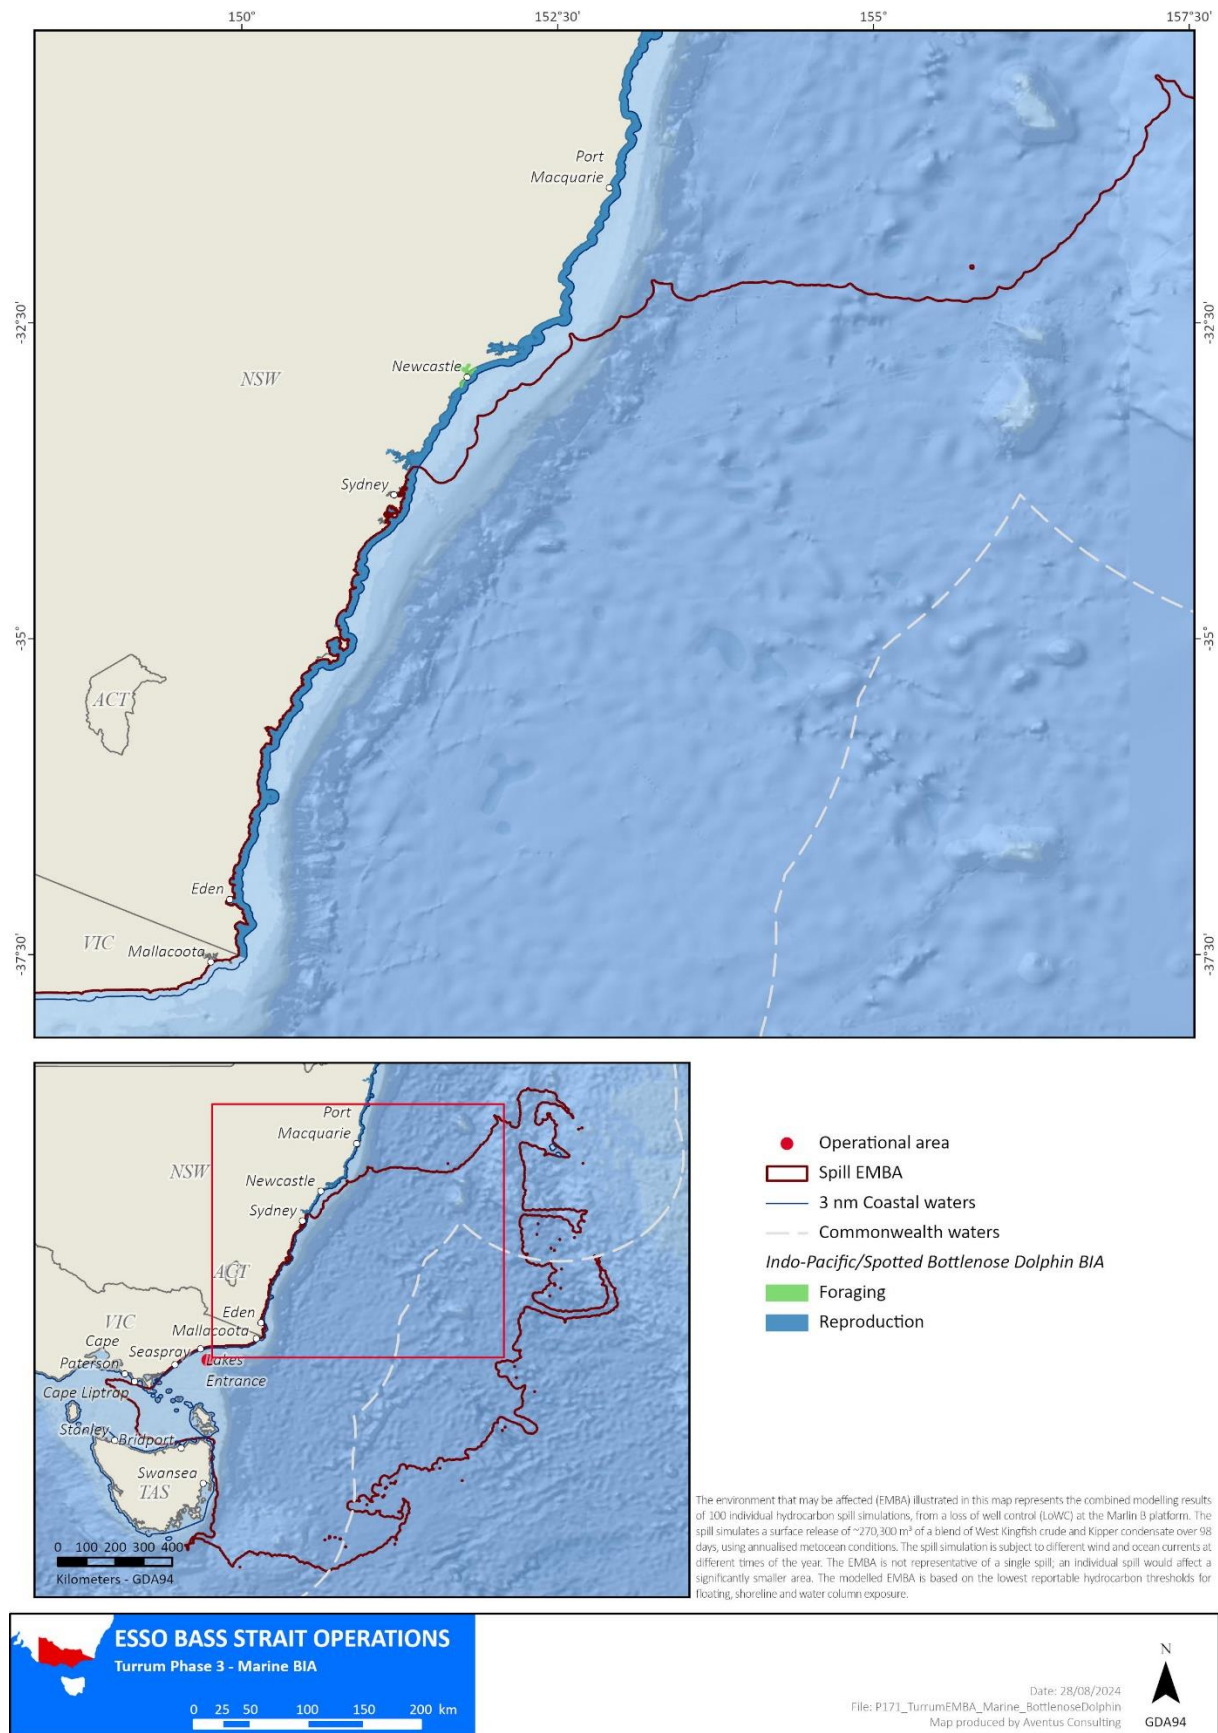 150°
152°30'
155°
157°30'
Port
Macquarie
-32°30'
-32°30'
Newcastle
NSW
Sydney
-35°
-35°
ACT
Eden
VIC
Mallacoota
-37°30'
-37°30'
Port
Macquarie
NSW
Newcastle
Sydney
ACT
Eden
VIC
Mallacoota
Cape
Paterson
Seaspray
Lakes
Entrance
Cape Liptrap
Stanley
Bridport
Swansea
TAS
0 100 200 300 400
Kilometers - GDA94
Operational area
Spill EMBA
3 nm Coastal waters
Commonwealth waters
Indo-Pacific/Spotted Bottlenose Dolphin BIA
Foraging
Reproduction
The environment that may be affected (EMBA) illustrated in this map represents the combined modelling results
of 100 individual hydrocarbon spill simulations, from a loss of well control (LoWC) at the Marlin B platform. The
spill simulates a surface release of ~270,300 m³ of a blend of West Kingfish crude and Kipper condensate over 98
days, using annualised metocean conditions. The spill simulation is subject to different wind and ocean currents at
different times of the year. The EMBA is not representative of a single spill; an individual spill would affect a
significantly smaller area. The modelled EMBA is based on the lowest reportable hydrocarbon thresholds for
floating, shoreline and water column exposure.
ESSO BASS STRAIT OPERATIONS
Turrum Phase 3 - Marine BIA
0 25 50 100 150 200 km
Date: 28/08/2024
File: P171_TurrumEMBA_Marine_BottlenoseDolphin
Map produced by Aventus Consulting
N
GDA94